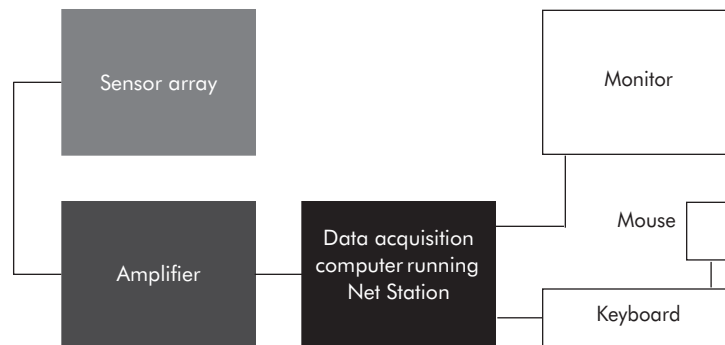 Sensor array
Monitor
Amplifier
Data acquisition
computer running
Net Station
Mouse
Keyboard